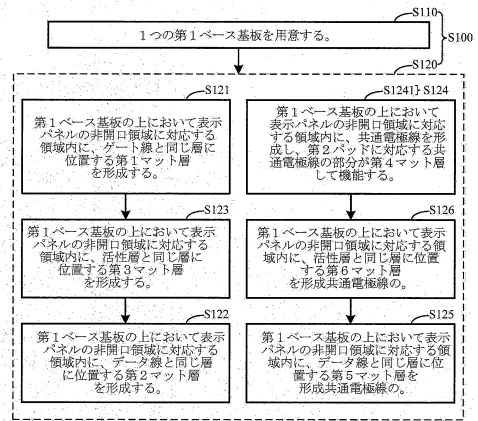 S110
1つの第1ベース基板を用意する。
S100
S120
S121
第1ベース基板の上において表示
パネルの非開口領域に対応する
領域内に、ゲート線と同じ層に
位置する第1マット層
を形成する。
S1241} S124
第1ベース基板の上において
表示パネルの非開口領域に対応
する領域内に、共通電極線を形
成し、第2パッドに対応する共
通電極線の部分が第4マット層
して機能する。
S123
第1ベース基板の上において表示
パネルの非開口領域に対応する
領域内に、活性層と同じ層に
位置する第3マット層
を形成する。
S126
第1ベース基板の上において表示
パネルの非開口領域に対応する領
域内に、活性層と同じ層に位置
する第6マット層
を形成共通電極線の。
S122
第1ベース基板の上において表示
パネルの非開口領域に対応する
領域内に、データ線と同じ層
に位置する第2マット層
を形成する。
S125
第1ベース基板の上において表示
パネルの非開口領域に対応する領
域内に、データ線と同じ層に位
置する第5マット層を
形成共通電極線の。